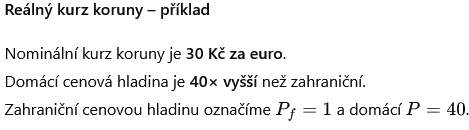 Reálný kurz koruny – příklad
Nominální kurz koruny je 30 Kč za euro.
Domácí cenová hladina je 40× vyšší než zahraniční.
Zahraniční cenovou hladinu označíme P_f = 1 a domácí P = 40.